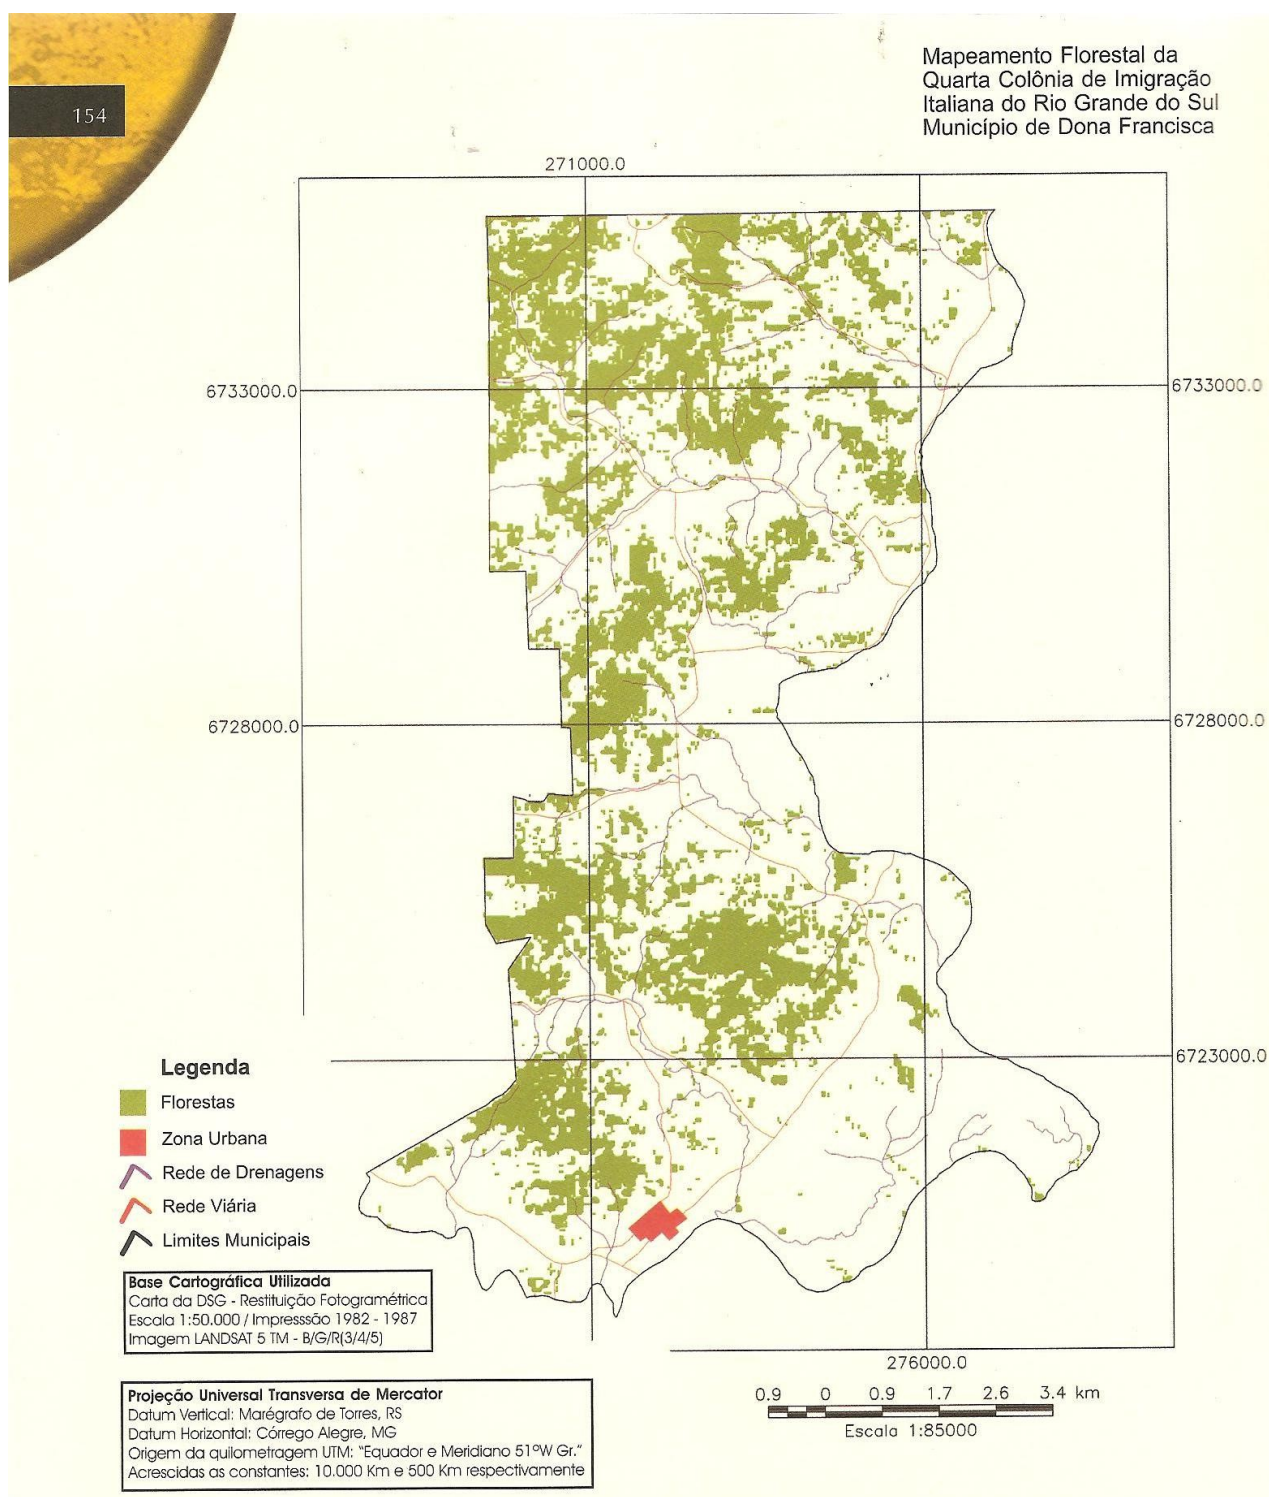 154
Mapeamento Florestal da
Quarta Colônia de Imigração
Italiana do Rio Grande do Sul
Município de Dona Francisca
271000.0
6733000.0
6733000.0
6728000.0
6728000.0
6723000.0
276000.0
Legenda
Florestas
Zona Urbana
Rede de Drenagens
Rede Viária
Limites Municipais
Base Cartográfica Utilizada
Carta da DSG - Restituição Fotogramétrica
Escala 1:50.000 / Impresssão 1982 - 1987
Imagem LANDSAT 5 TM - B/G/R(3/4/5)
Projeção Universal Transversa de Mercator
Datum Vertical: Marégrafo de Torres, RS
Datum Horizontal: Córrego Alegre, MG
Origem da quilometragem UTM: "Equador e Meridiano 51ºW Gr."
Acrescidas as constantes: 10.000 Km e 500 Km respectivamente
0.9 0 0.9 1.7 2.6 3.4 km
Escala 1:85000